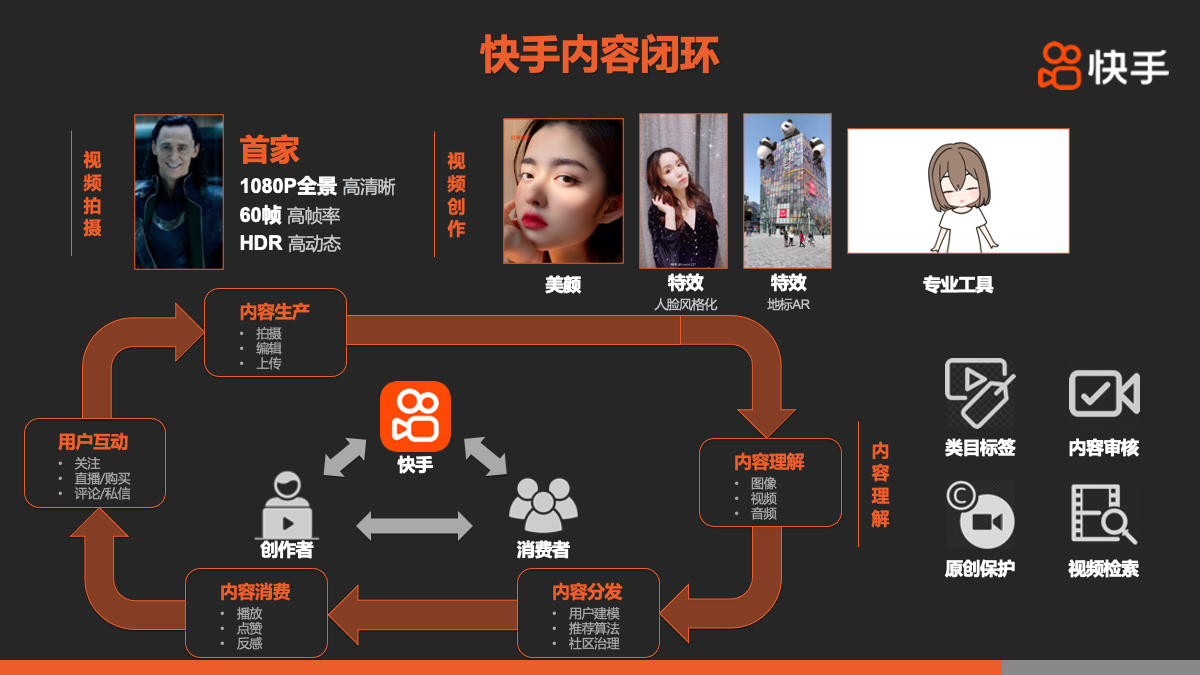 快手内容闭环
快手
视频拍摄
首家
1080P全景 高清晰
60帧 高帧率
HDR 高动态
视频创作
美颜
特效
人脸风格化
特效
地标AR
专业工具
内容生产
• 拍摄
• 编辑
• 上传
用户互动
• 关注
• 直播/购买
• 评论/私信
快手
创作者
消费者
内容理解
• 图像
• 视频
• 音频
内容消费
• 播放
• 点赞
• 反感
内容分发
• 用户建模
• 推荐算法
• 社区治理
内容理解
类目标签
内容审核
C
原创保护
视频检索